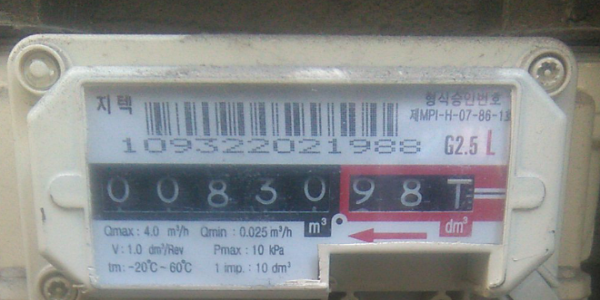 지텍
형식승인번호
제MPI-H-07-86-13
109322021988
G2.5 L
00830 98
m³
dm³
Qmax : 4.0 m³/h Qmin : 0.025 m³/h
V : 1.0 dm³/Rev Pmax : 10 kPa
tm: -20℃~60℃ 1 imp. : 10 dm³